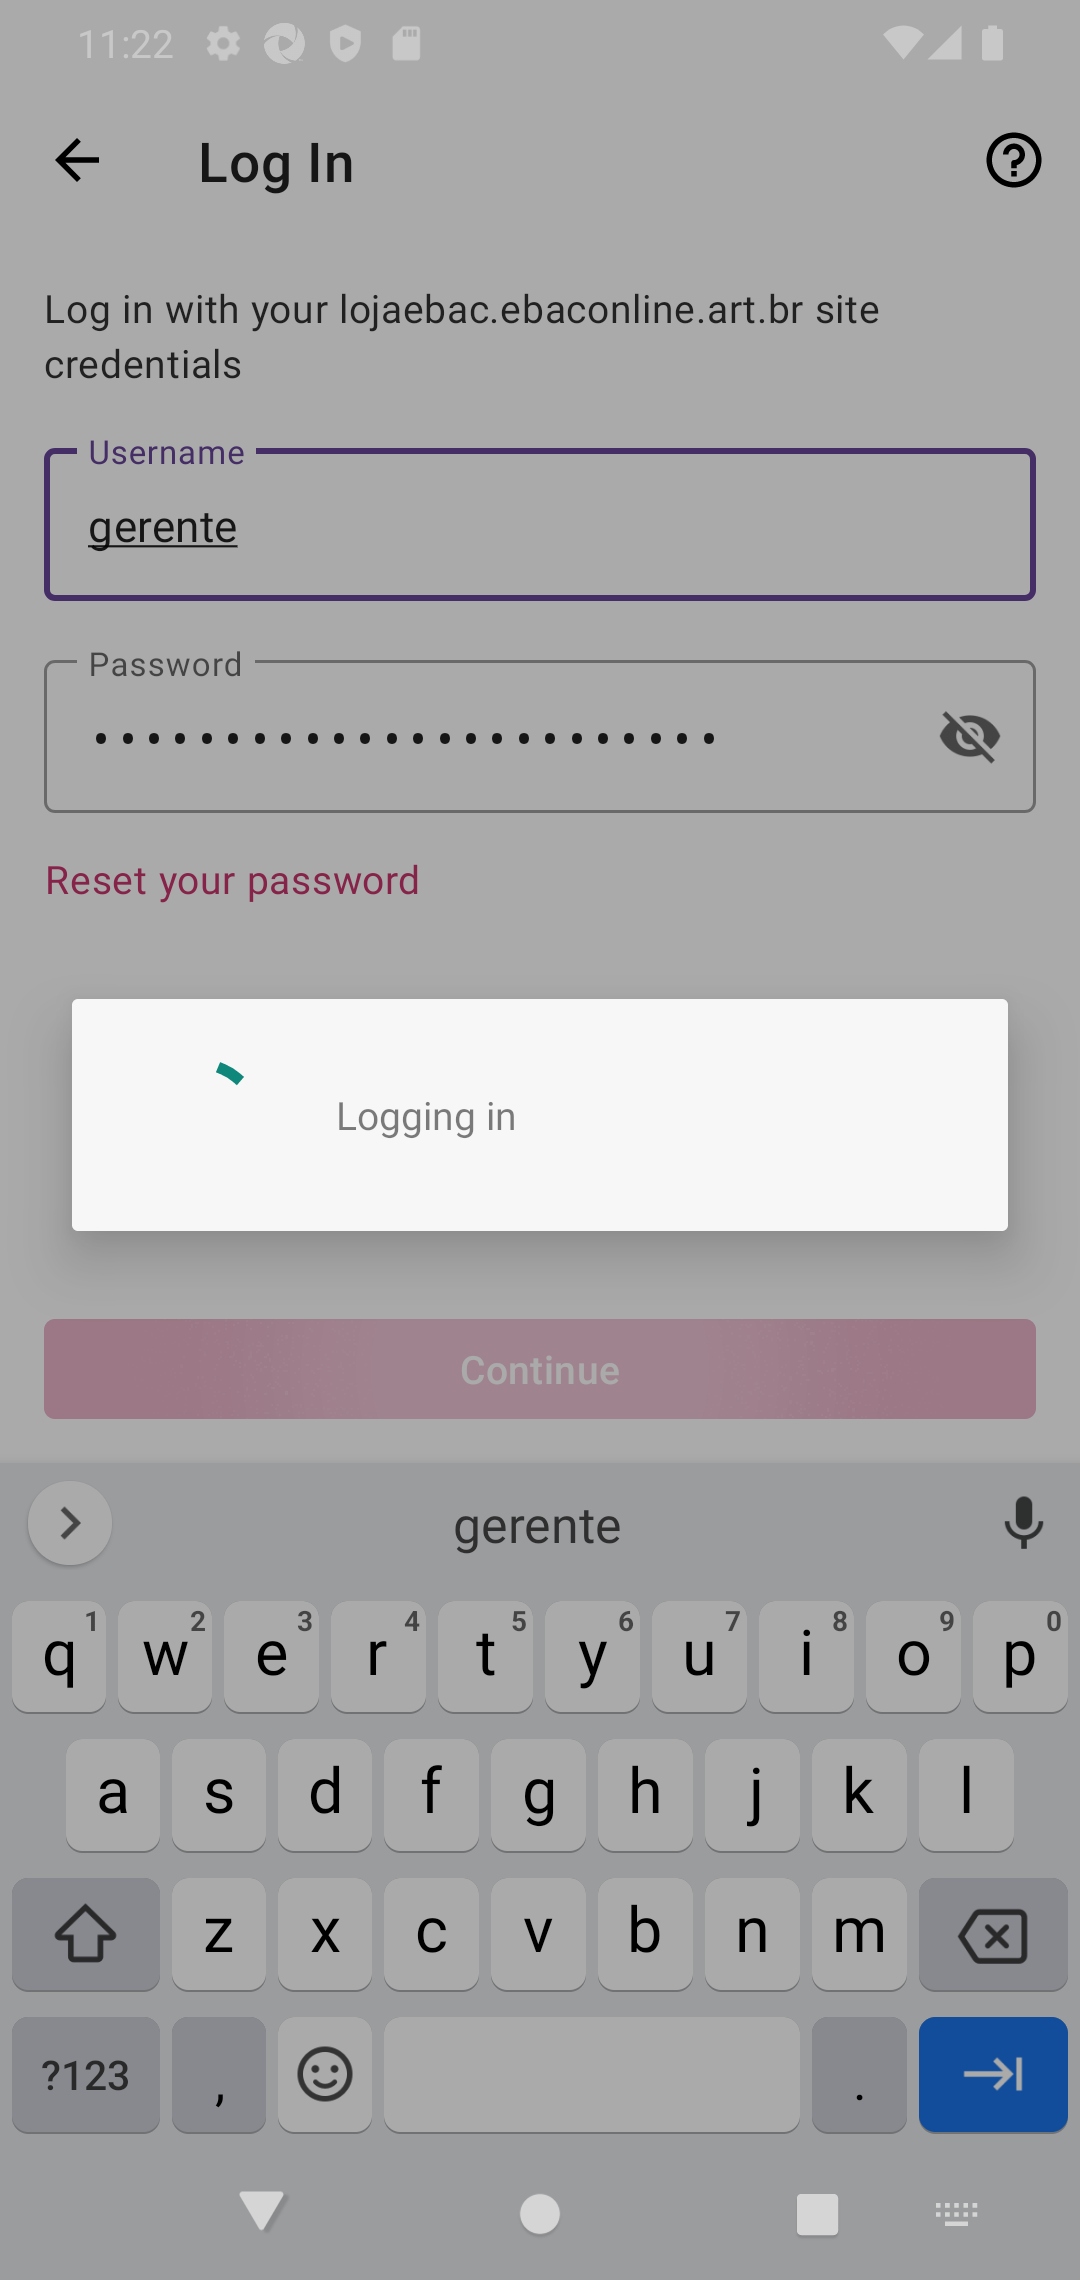 11:22
Log In
Log in with your lojaebac.ebaconline.art.br site
credentials
Username
gerente
Password
Reset your password
Logging in
Continue
gerente
q1 w2 e3 r4 t5 y6 u7 i8 o9 p0
a s d f g h j k l
z x c v b n m
?123 , .